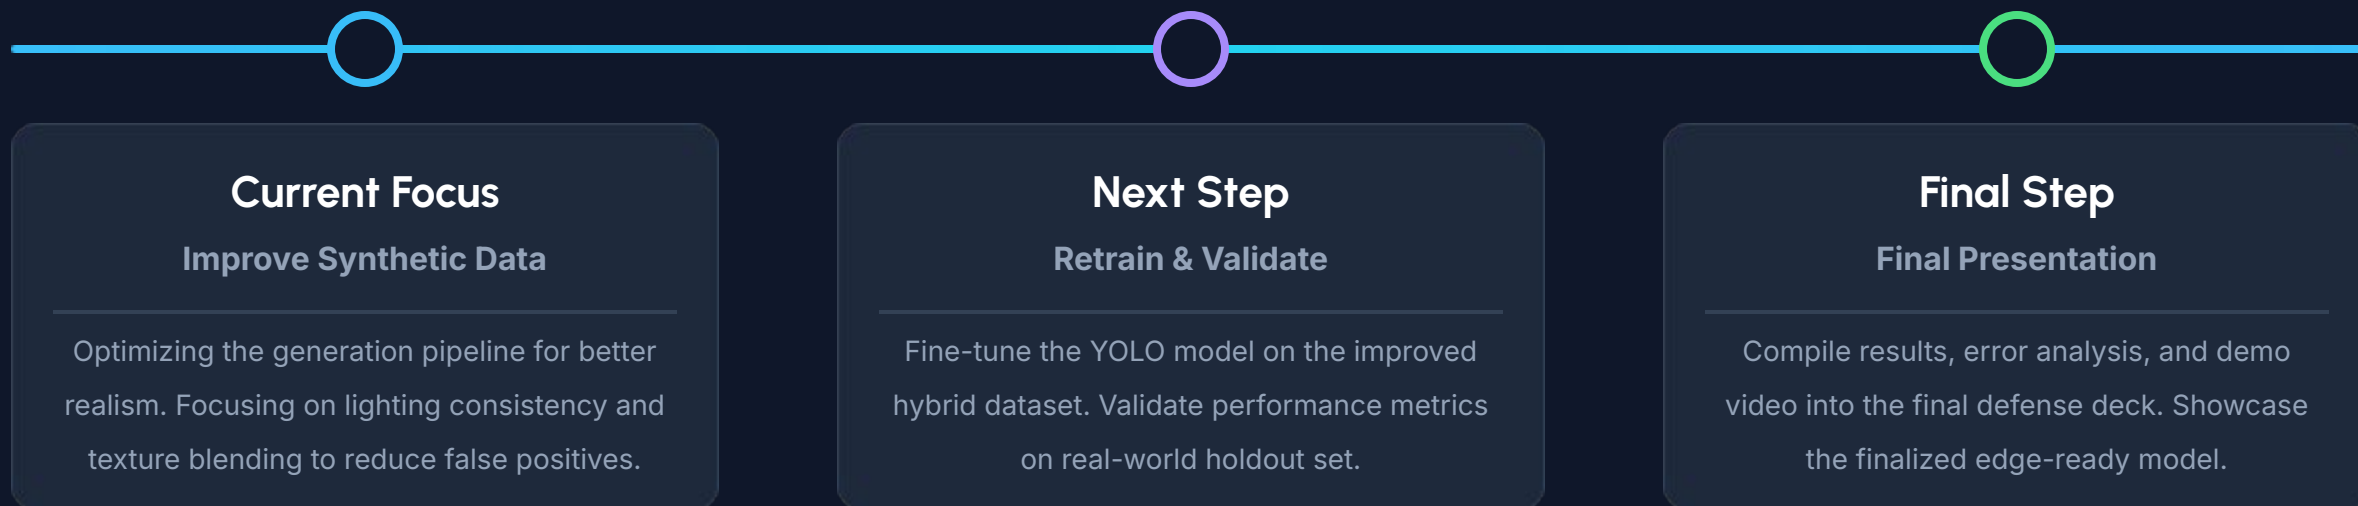 Current Focus
Improve Synthetic Data
Optimizing the generation pipeline for better
realism. Focusing on lighting consistency and
texture blending to reduce false positives.
Next Step
Retrain & Validate
Fine-tune the YOLO model on the improved
hybrid dataset. Validate performance metrics
on real-world holdout set.
Final Step
Final Presentation
Compile results, error analysis, and demo
video into the final defense deck. Showcase
the finalized edge-ready model.